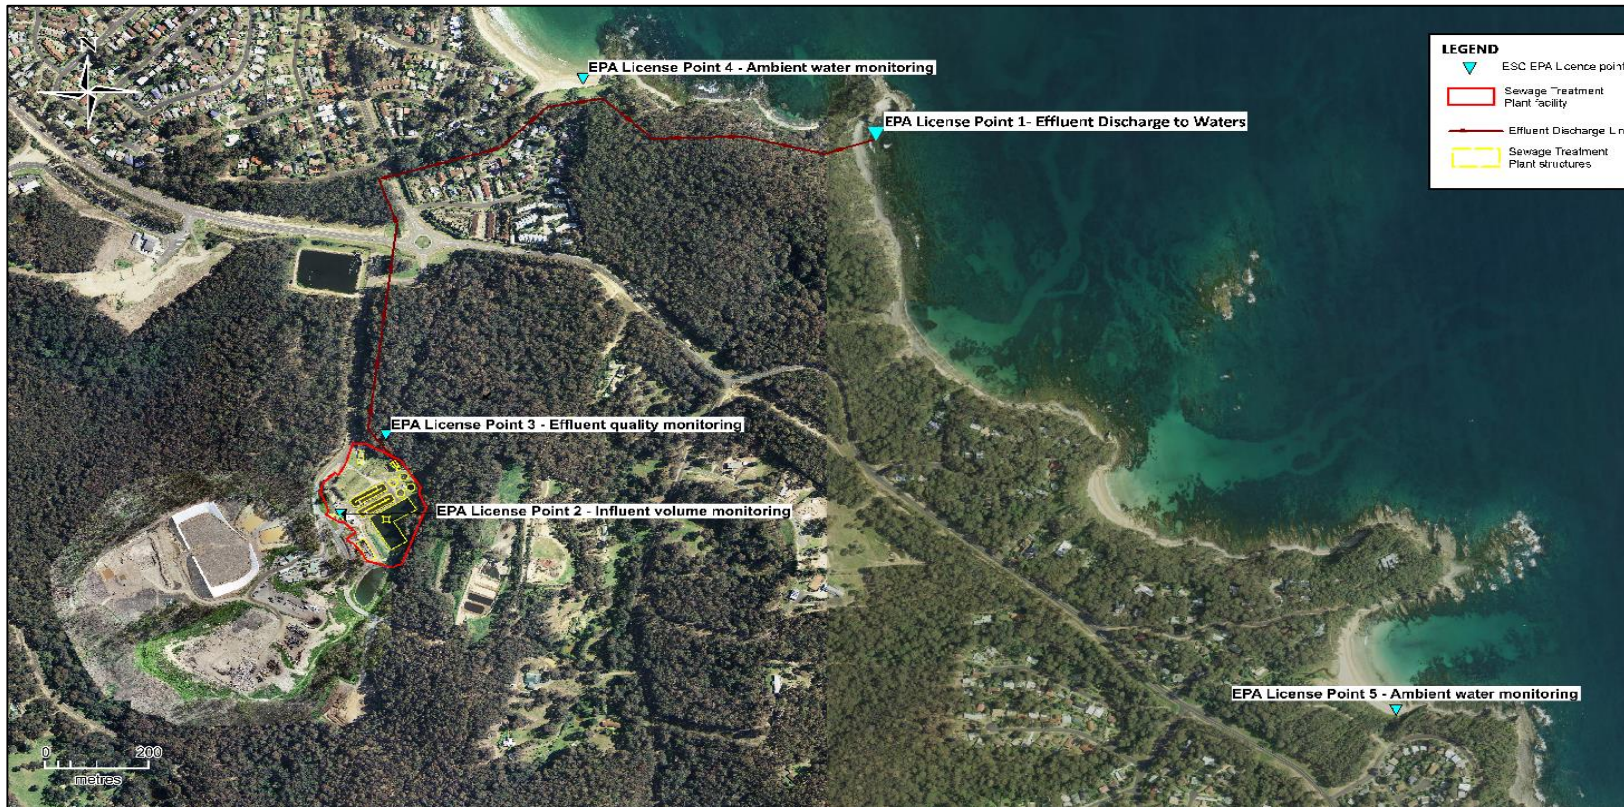 N
EPA License Point 4 - Ambient water monitoring
EPA License Point 1- Effluent Discharge to Waters
LEGEND
ESC EPA Licence point
Sewage Treatment
Plant facility
Effluent Discharge Lin
Sewage Treatment
Plant structures
EPA License Point 3 - Effluent quality monitoring
EPA License Point 2 - Influent volume monitoring
EPA License Point 5 - Ambient water monitoring
0 200
metres